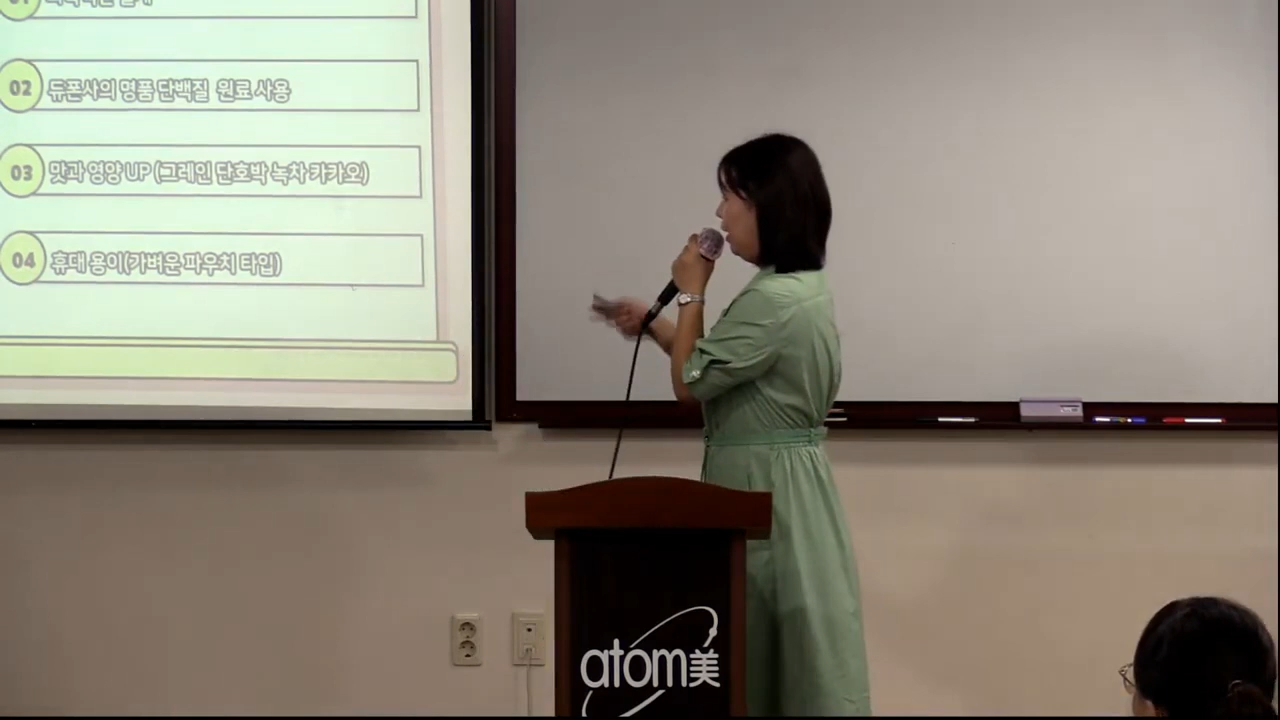 02 듀폰사의 명품 단백질 원료 사용
03 맛과 영양 UP (그레인 단호박 녹차 카카오)
04 휴대 용이(가벼운 파우치 타입)
atom美